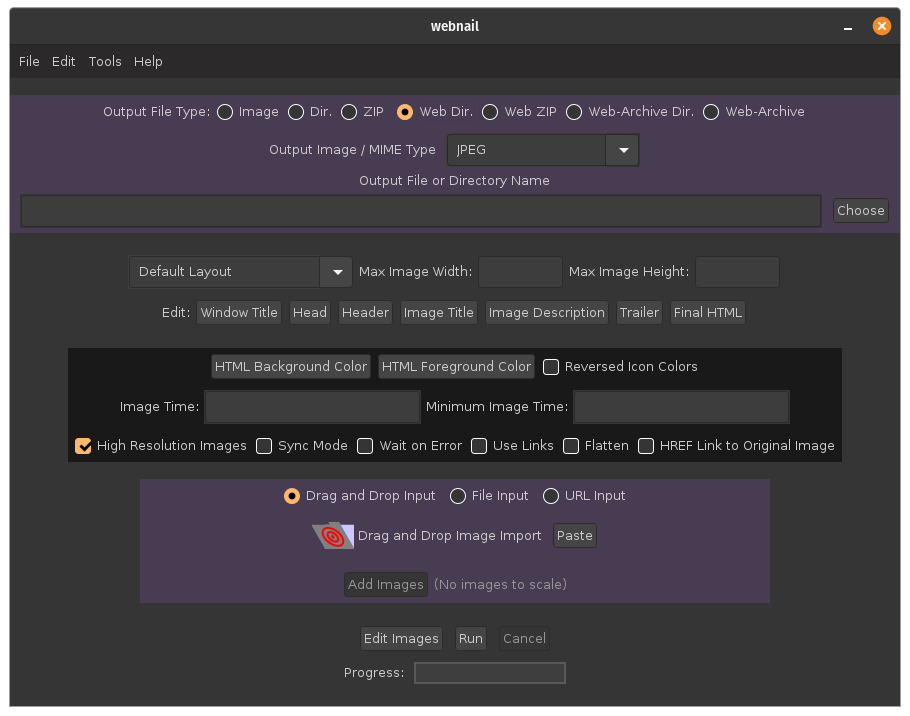 webnail
File Edit Tools Help
Output File Type: Image Dir. ZIP Web Dir. Web ZIP Web-Archive Dir. Web-Archive
Output Image / MIME Type JPEG
Output File or Directory Name
Choose
Default Layout Max Image Width: Max Image Height:
Edit: Window Title Head Header Image Title Image Description Trailer Final HTML
HTML Background Color HTML Foreground Color Reversed Icon Colors
Image Time: Minimum Image Time:
High Resolution Images Sync Mode Wait on Error Use Links Flatten HREF Link to Original Image
Drag and Drop Input File Input URL Input
Drag and Drop Image Import Paste
Add Images (No images to scale)
Edit Images Run Cancel
Progress: